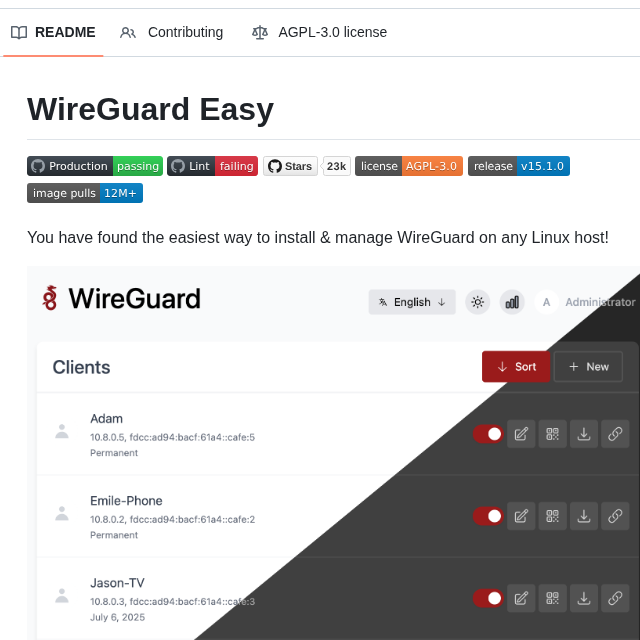 README Contributing AGPL-3.0 license
WireGuard Easy
Production passing Lint failing Stars 23k license AGPL-3.0 release v15.1.0
image pulls 12M+
You have found the easiest way to install & manage WireGuard on any Linux host!
WireGuard English A Administrator
Clients Sort New
Adam
10.8.0.5, fdcc:ad94:bacf:61a4::cafe:5
Permanent
Emile-Phone
10.8.0.2, fdcc:ad94:bacf:61a4::cafe:2
Permanent
Jason-TV
10.8.0.3, fdcc:ad94:bacf:61a4::cafe:3
July 6, 2025